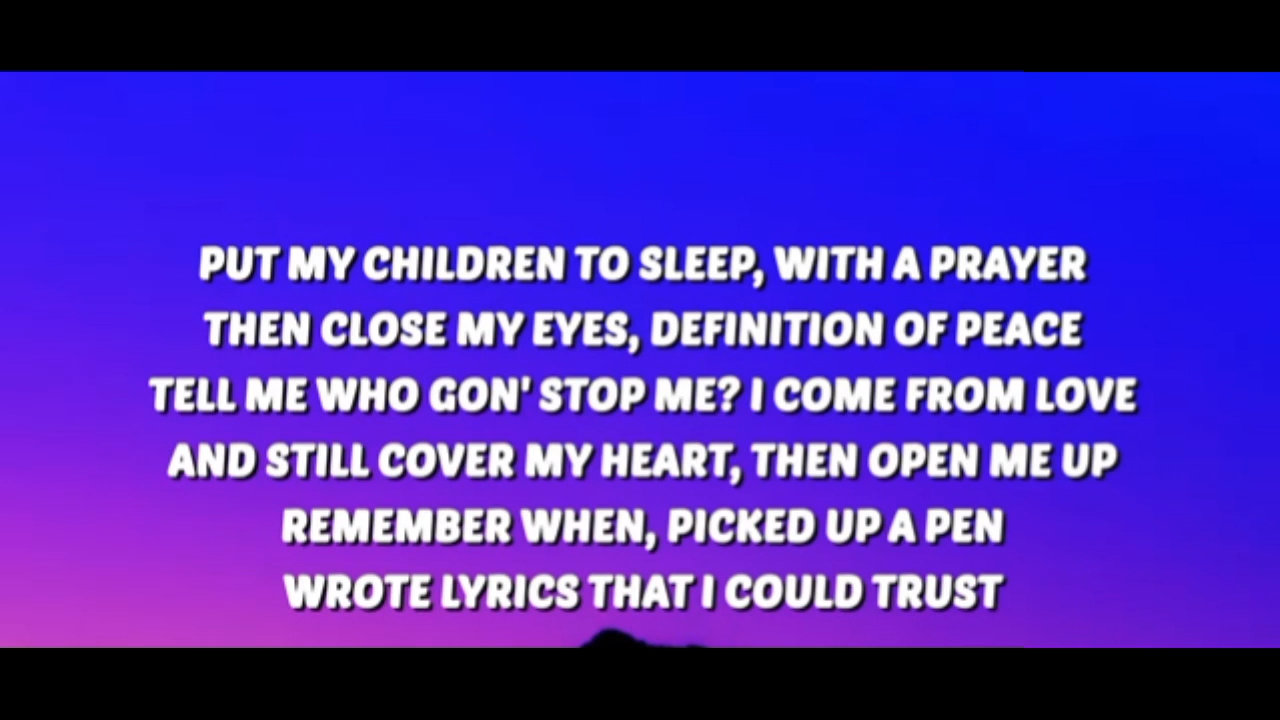 PUT MY CHILDREN TO SLEEP, WITH A PRAYER
THEN CLOSE MY EYES, DEFINITION OF PEACE
TELL ME WHO GON' STOP ME? I COME FROM LOVE
AND STILL COVER MY HEART, THEN OPEN ME UP
REMEMBER WHEN, PICKED UP A PEN
WROTE LYRICS THAT I COULD TRUST